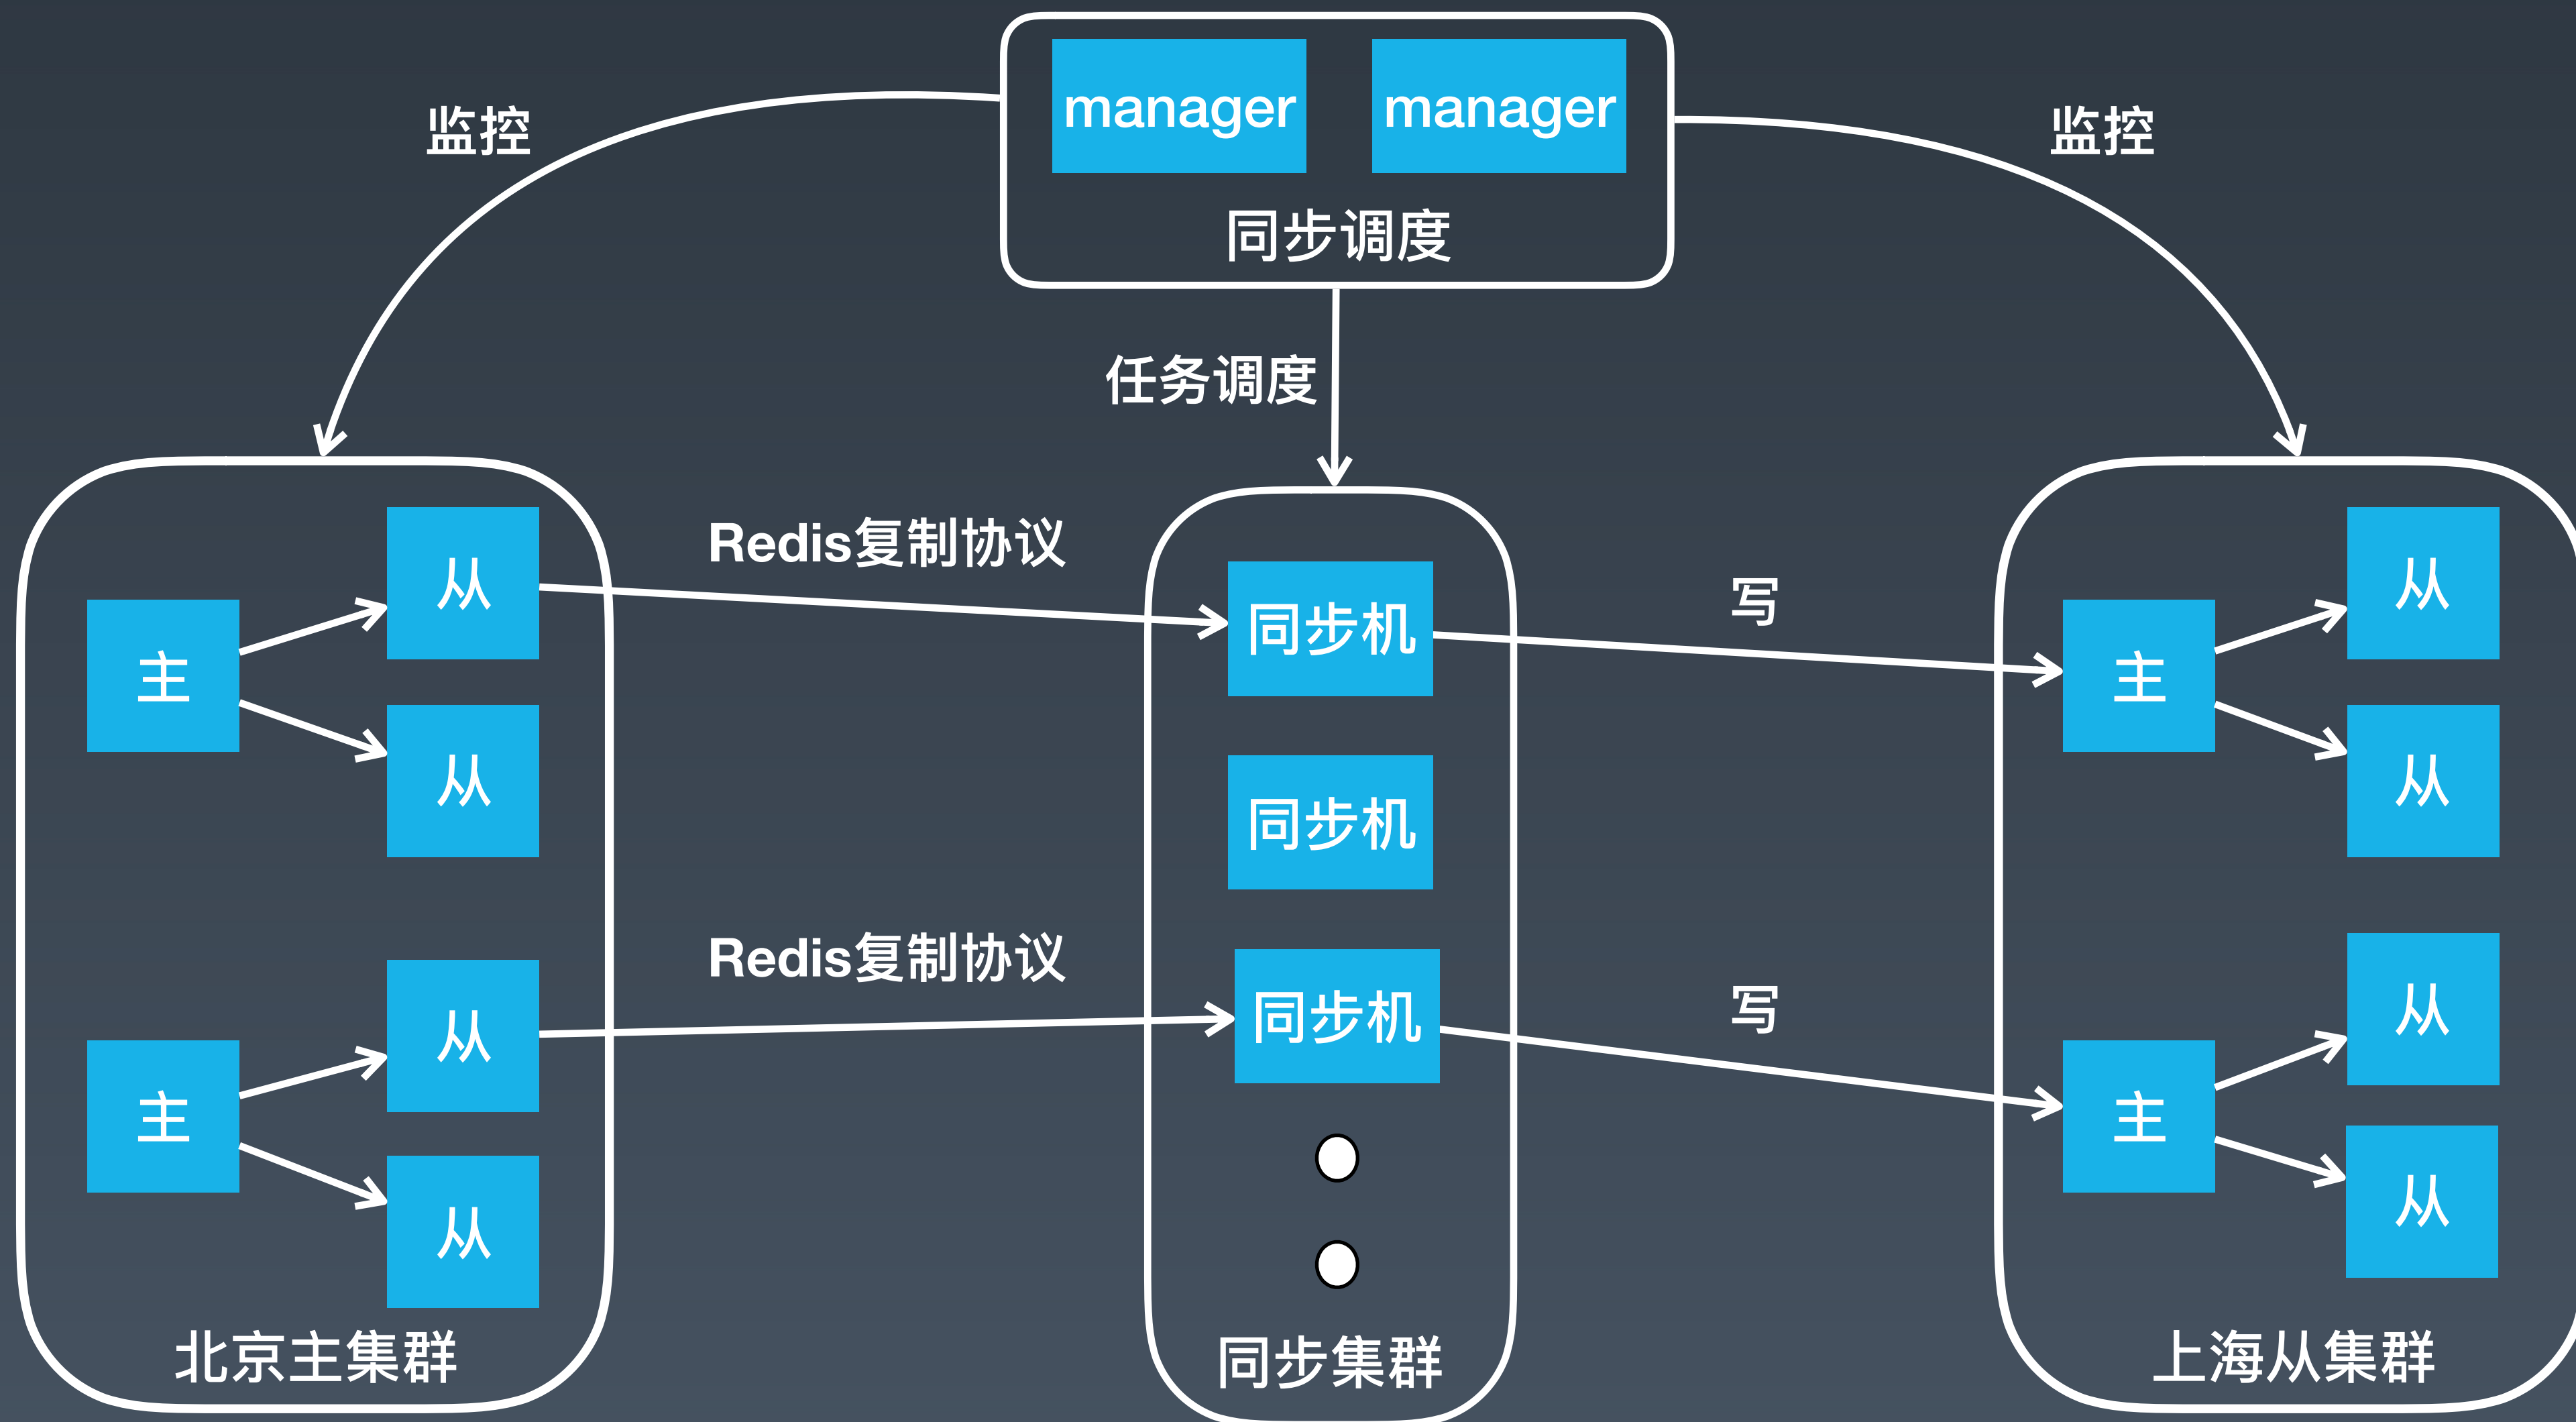 manager
manager
同步调度
监控
监控
任务调度
从
Redis复制协议
同步机
写
从
主
主
从
同步机
从
从
Redis复制协议
同步机
写
从
主
主
从
从
北京主集群
同步集群
上海从集群